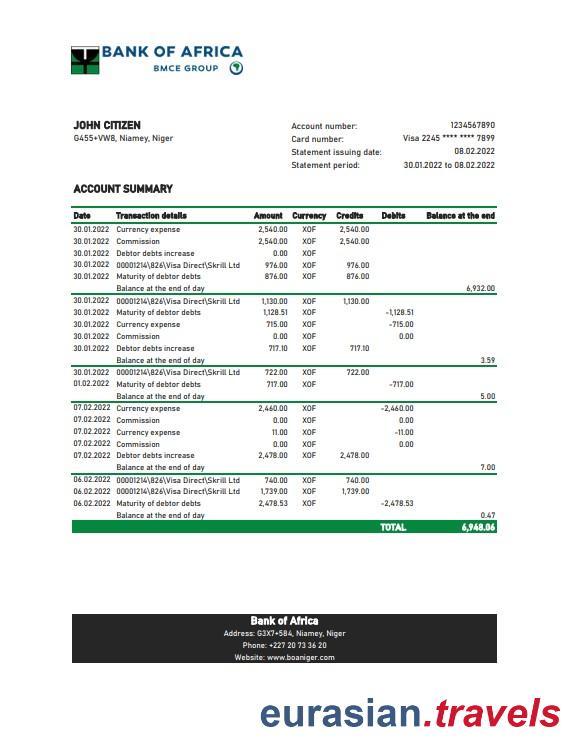 BANK OF AFRICA
BMCE GROUP
JOHN CITIZEN
G455+VW8, Niamey, Niger
Account number: 1234567890
Card number: Visa 2245 **** **** 7899
Statement issuing date: 08.02.2022
Statement period: 30.01.2022 to 08.02.2022
ACCOUNT SUMMARY
Date Transaction details Amount Currency Credits Debits Balance at the end
30.01.2022 Currency expense 2,540.00 XOF 2,540.00
30.01.2022 Commission 2,540.00 XOF 2,540.00
30.01.2022 Debtor debts increase 0.00 XOF
30.01.2022 00001214\826\Visa Direct\Skrill Ltd 976.00 XOF 976.00
30.01.2022 Maturity of debtor debts 876.00 XOF 876.00
Balance at the end of day 6,932.00
30.01.2022 00001214\826\Visa Direct\Skrill Ltd 1,130.00 XOF 1,130.00
30.01.2022 Maturity of debtor debts 1,128.51 XOF -1,128.51
30.01.2022 Currency expense 715.00 XOF -715.00
30.01.2022 Commission 0.00 XOF 0.00
30.01.2022 Debtor debts increase 717.10 XOF 717.10
Balance at the end of day 3.59
30.01.2022 00001214\826\Visa Direct\Skrill Ltd 722.00 XOF 722.00
01.02.2022 Maturity of debtor debts 717.00 XOF -717.00
Balance at the end of day 5.00
07.02.2022 Currency expense 2,460.00 XOF -2,460.00
07.02.2022 Commission 0.00 XOF 0.00
07.02.2022 Currency expense 11.00 XOF -11.00
07.02.2022 Commission 0.00 XOF 0.00
07.02.2022 Debtor debts increase 2,478.00 XOF 2,478.00
Balance at the end of day 7.00
06.02.2022 00001214\826\Visa Direct\Skrill Ltd 740.00 XOF 740.00
06.02.2022 00001214\826\Visa Direct\Skrill Ltd 1,739.00 XOF 1,739.00
06.02.2022 Maturity of debtor debts 2,478.53 XOF -2,478.53
Balance at the end of day 0.47
TOTAL 6,948.06
Bank of Africa
Address: G3X7+584, Niamey, Niger
Phone: +227 20 73 36 20
Website: www.boaniger.com
eurasian.travels